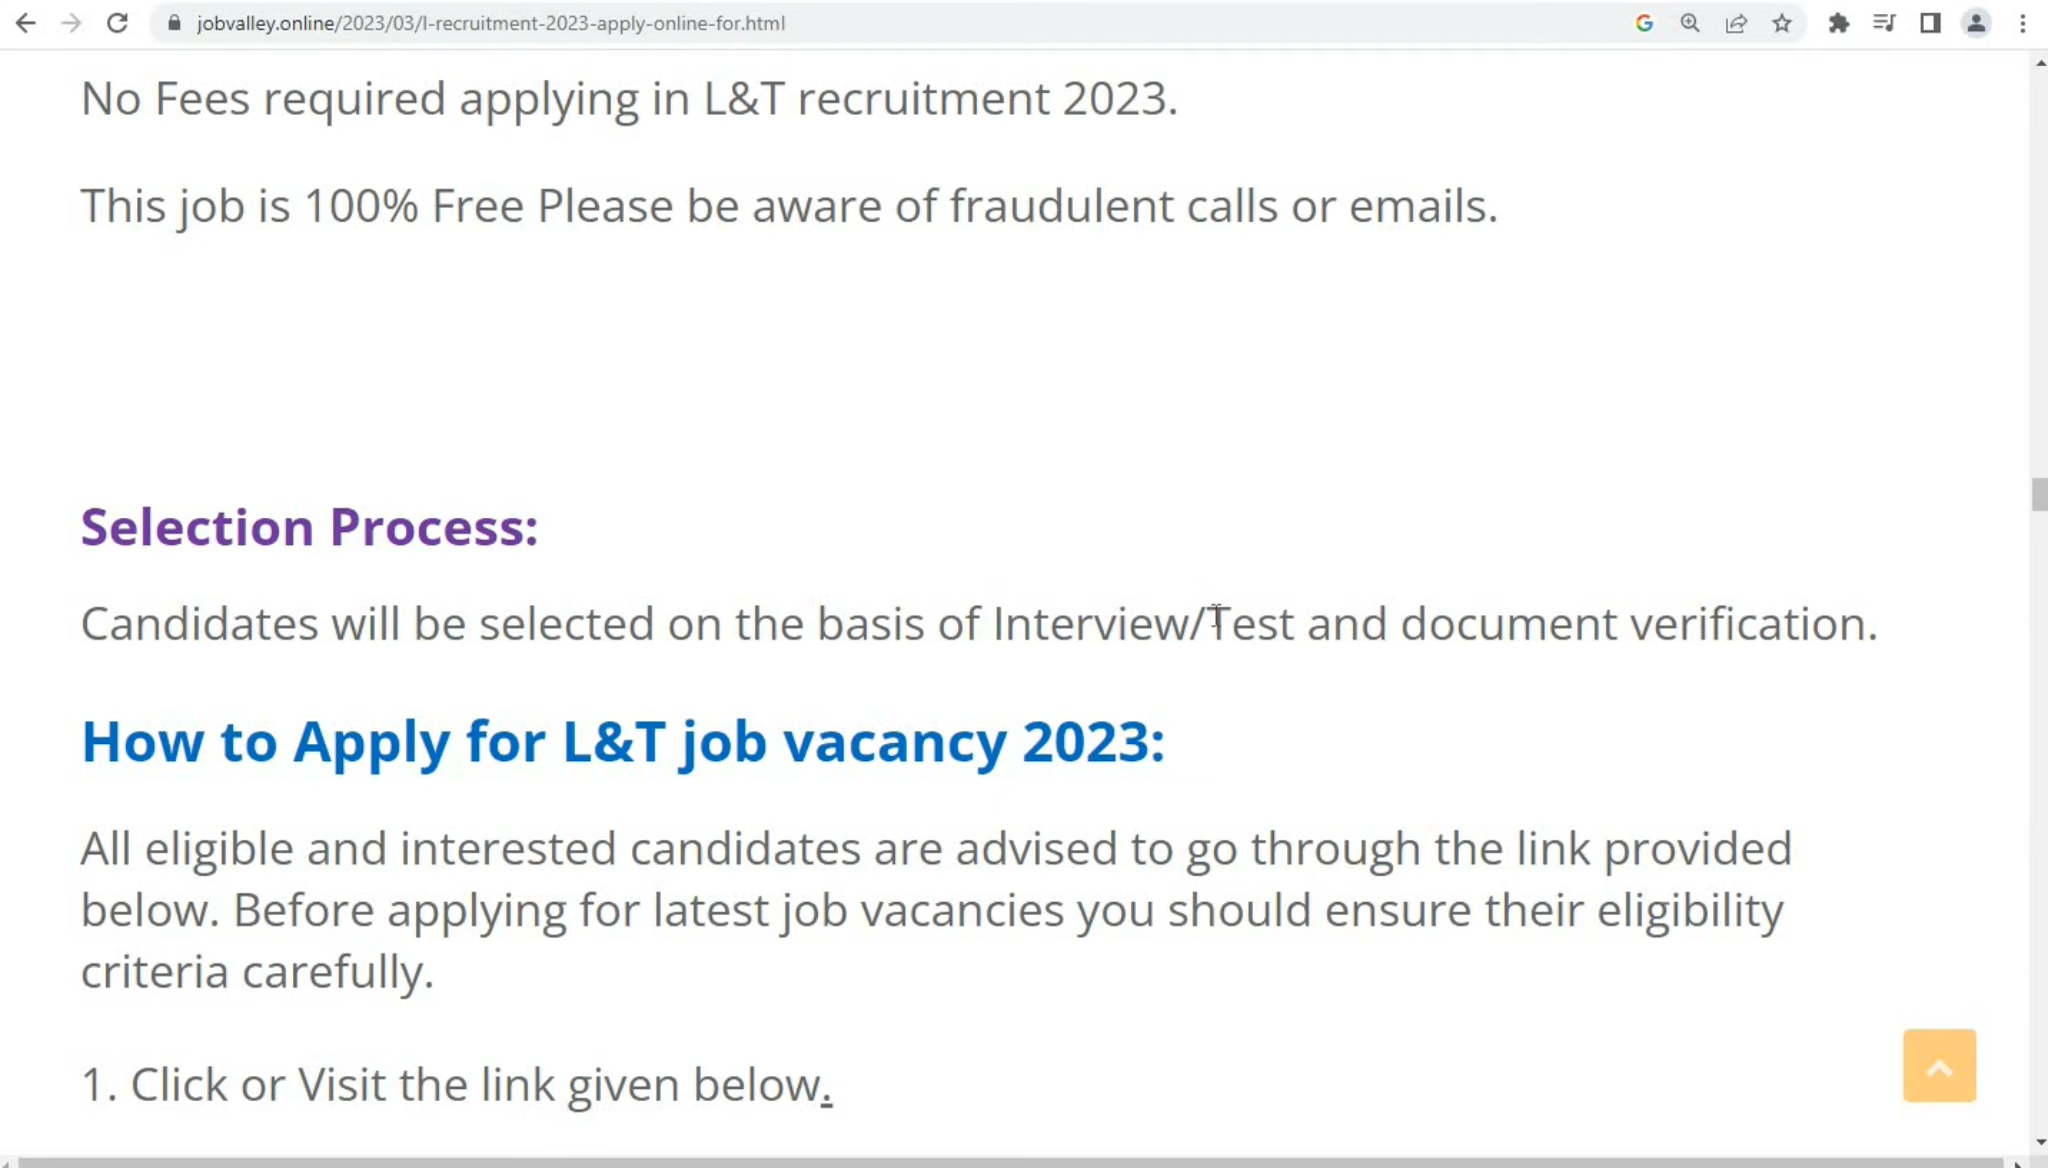 jobvalley.online/2023/03/l-recruitment-2023-apply-online-for.html
No Fees required applying in L&T recruitment 2023.
This job is 100% Free Please be aware of fraudulent calls or emails.
Selection Process:
Candidates will be selected on the basis of Interview/Test and document verification.
How to Apply for L&T job vacancy 2023:
All eligible and interested candidates are advised to go through the link provided
below. Before applying for latest job vacancies you should ensure their eligibility
criteria carefully.
1. Click or Visit the link given below.